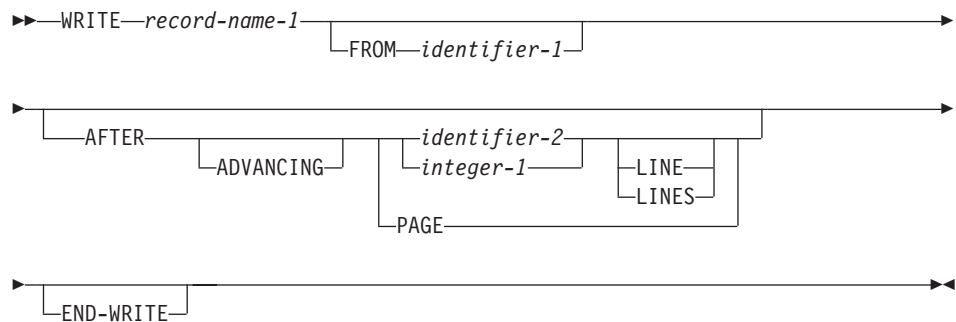 WRITE record-name-1
FROM identifier-1
AFTER identifier-2
ADVANCING integer-1 LINE
LINES
PAGE
END-WRITE